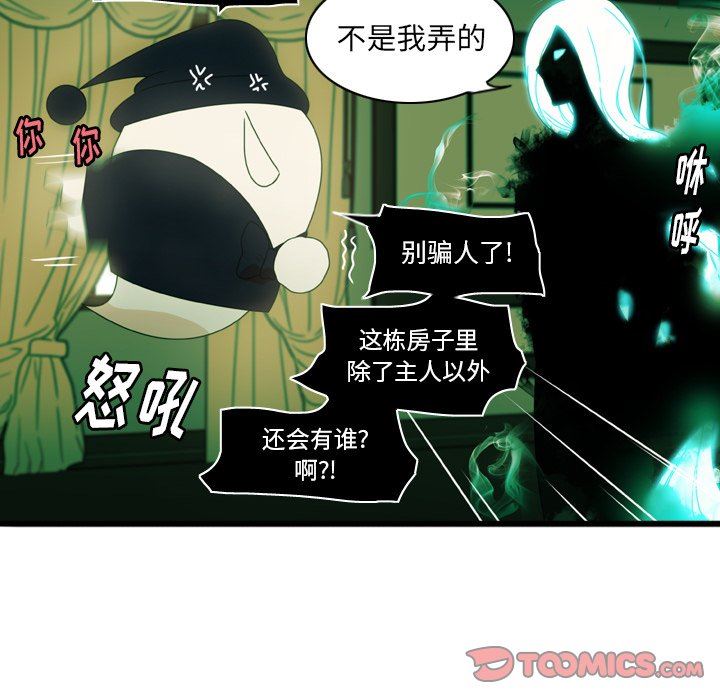 不是我弄的
你
你
咻
呼
别骗人了!
这栋房子里
除了主人以外
还会有谁?
啊?!
怒吼
TOOMICS.COM